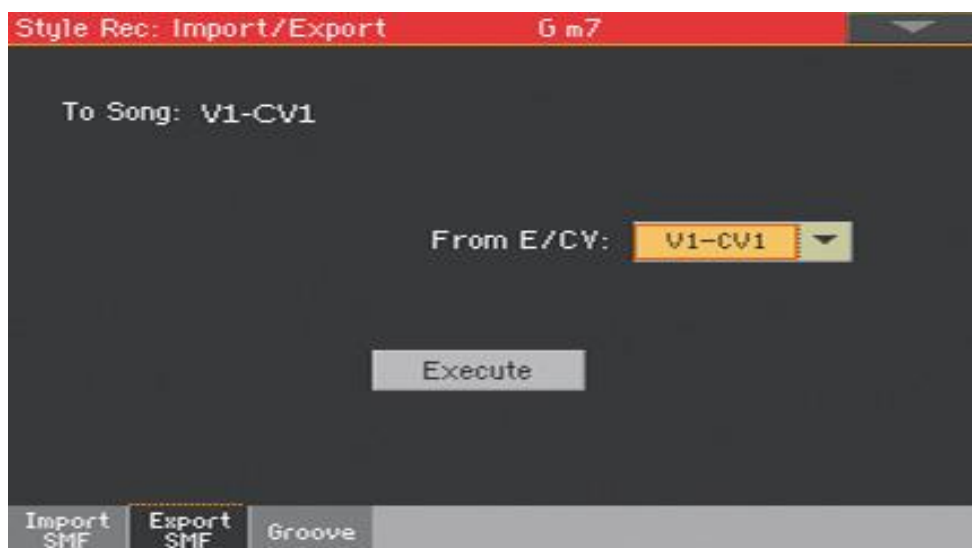 Style Rec: Import/Export G m7
To Song: V1-CV1
From E/CV: V1-CV1
Execute
Import SMF Export SMF Groove